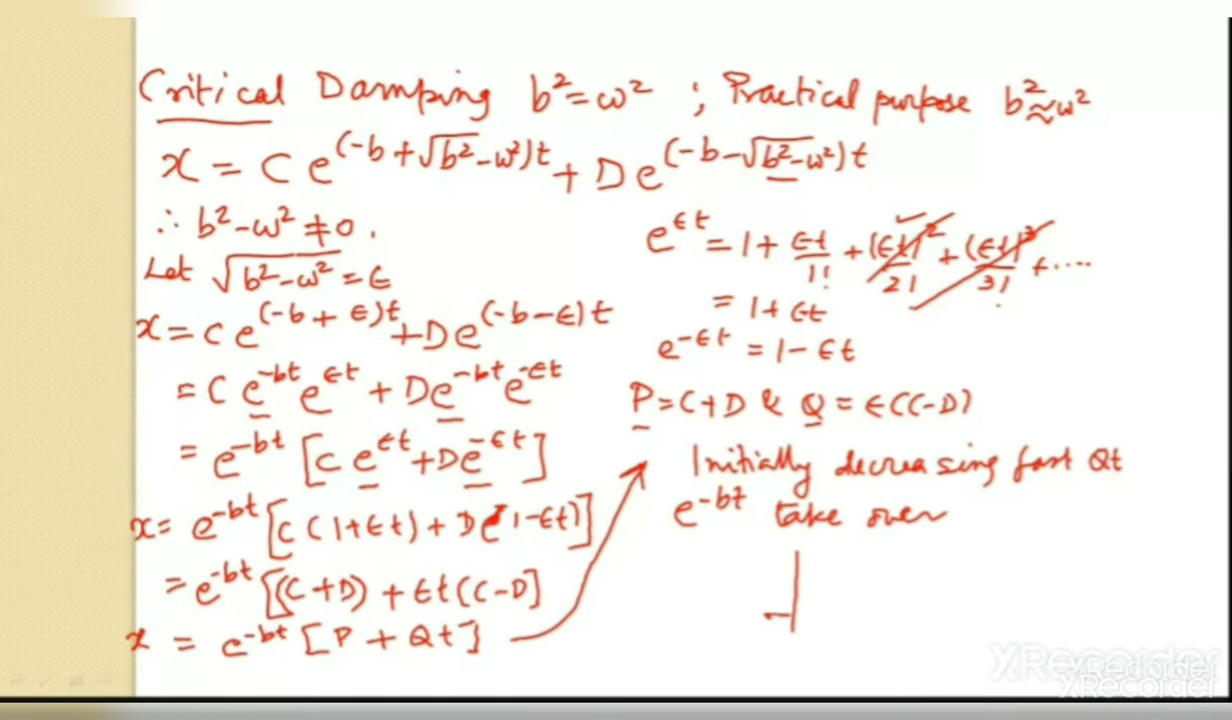 Critical Damping b² = ω² ; Practical purpose b² ≈ ω²
x = C e^(-b + √b² - ω²)t + D e^(-b - √b² - ω²)t
∴ b² - ω² ≠ 0.
Let √b² - ω² = ϵ
x = C e^(-b + ϵ)t + D e^(-b - ϵ)t
= C e^-bt e^ϵt + D e^-bt e^-ϵt
= e^-bt [C e^ϵt + D e^-ϵt]
x = e^-bt [C (1 + ϵt) + D (1 - ϵt)]
= e^-bt [(C + D) + ϵt (C - D]
x = e^-bt [P + Qt]
e^ϵt = 1 + ϵt/1! + (ϵt)²/2! + (ϵt)³/3! + ....
= 1 + ϵt
e^-ϵt = 1 - ϵt
P = C + D & Q = ϵ(C - D)
Initially decreasing fast Qt
e^-bt take over
XRecorder
XRecorder
XRecorder